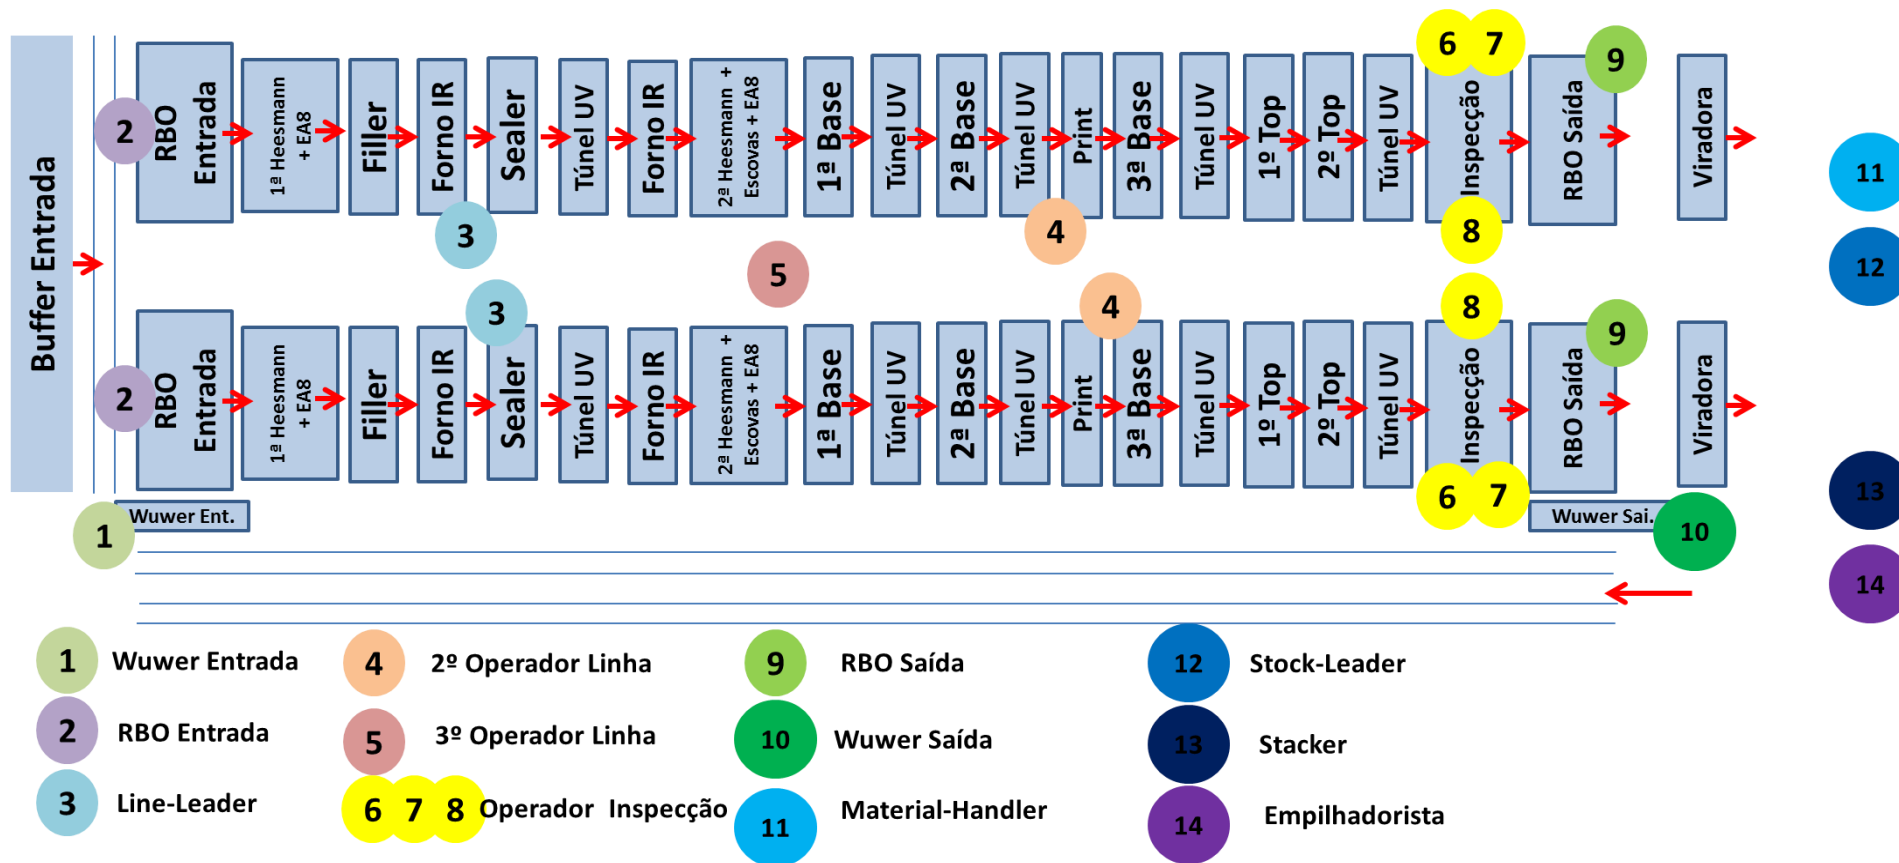 Buffer Entrada
2
RBO
Entrada
1ª Heesmann
+ EA8
Filler
Forno IR
Sealer
Túnel UV
Forno IR
2ª Heesmann +
Escovas + EA8
1ª Base
Túnel UV
2ª Base
Túnel UV
Print
3ª Base
Túnel UV
1º Top
2º Top
Túnel UV
6
7
Inspecção
8
RBO Saída
9
Viradora
11
12
3
4
5
3
4
8
9
2
RBO
Entrada
1ª Heesmann
+ EA8
Filler
Forno IR
Sealer
Túnel UV
Forno IR
2ª Heesmann +
Escovas + EA8
1ª Base
Túnel UV
2ª Base
Túnel UV
Print
3ª Base
Túnel UV
1º Top
2º Top
Túnel UV
Inspecção
6
7
RBO Saída
Viradora
13
14
1
Wuwer Ent.
Wuwer Sai.
10
1 Wuwer Entrada
2 RBO Entrada
3 Line-Leader
4 2º Operador Linha
5 3º Operador Linha
6 7 8 Operador Inspecção
9 RBO Saída
10 Wuwer Saída
11 Material-Handler
12 Stock-Leader
13 Stacker
14 Empilhadorista